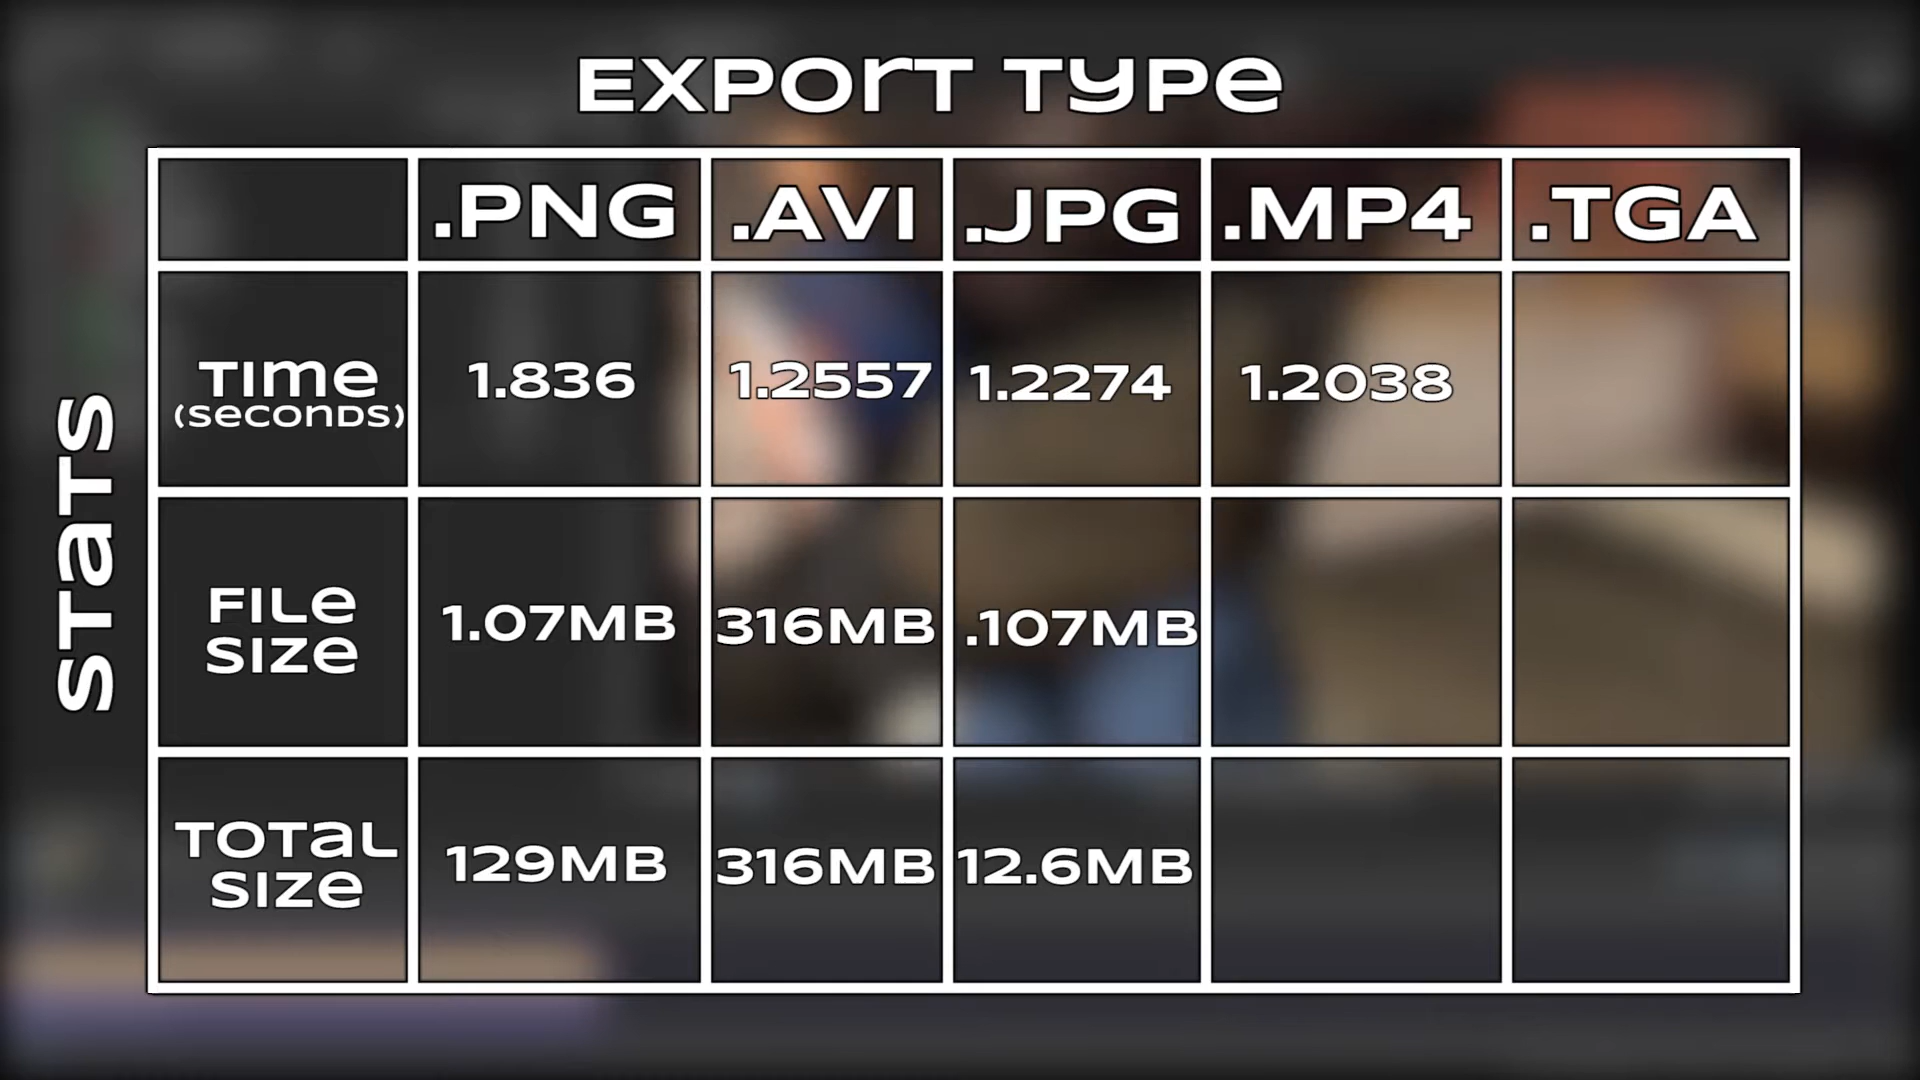 Export Type
.PNG .AVI .JPG .MP4 .TGA
Stats
Time
(seconds)
1.836 1.2557 1.2274 1.2038
File
Size
1.07MB 316MB .107MB
Total
Size
129MB 316MB 12.6MB